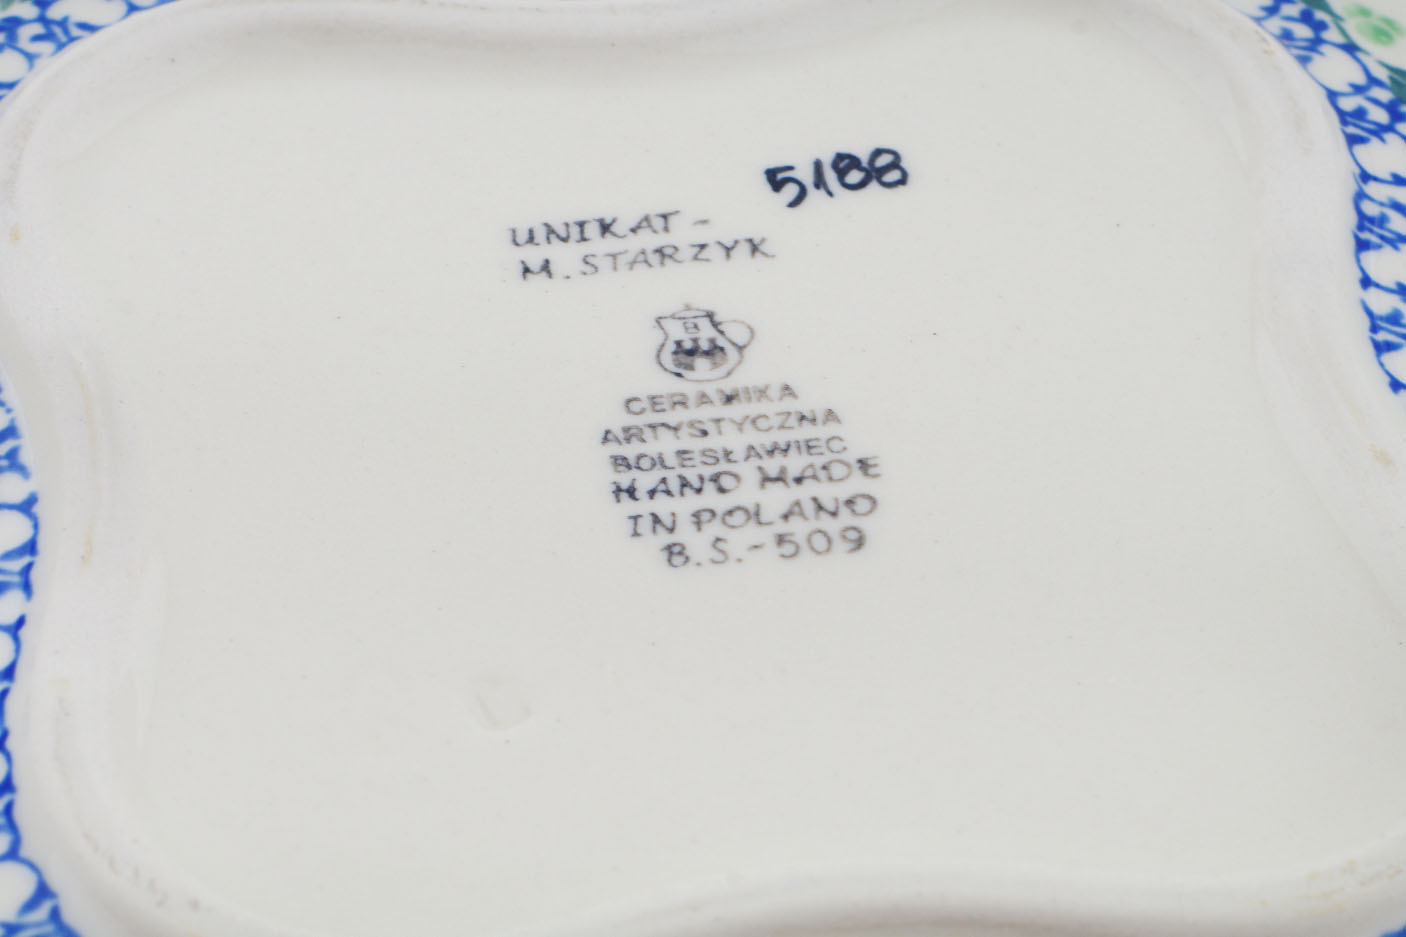 5188
UNIKAT-
M. STARZYK
B
CERAMIKA
ARTYSTYCZNA
BOLESŁAWIEC
HAND MADE
IN POLAND
B.S.-509